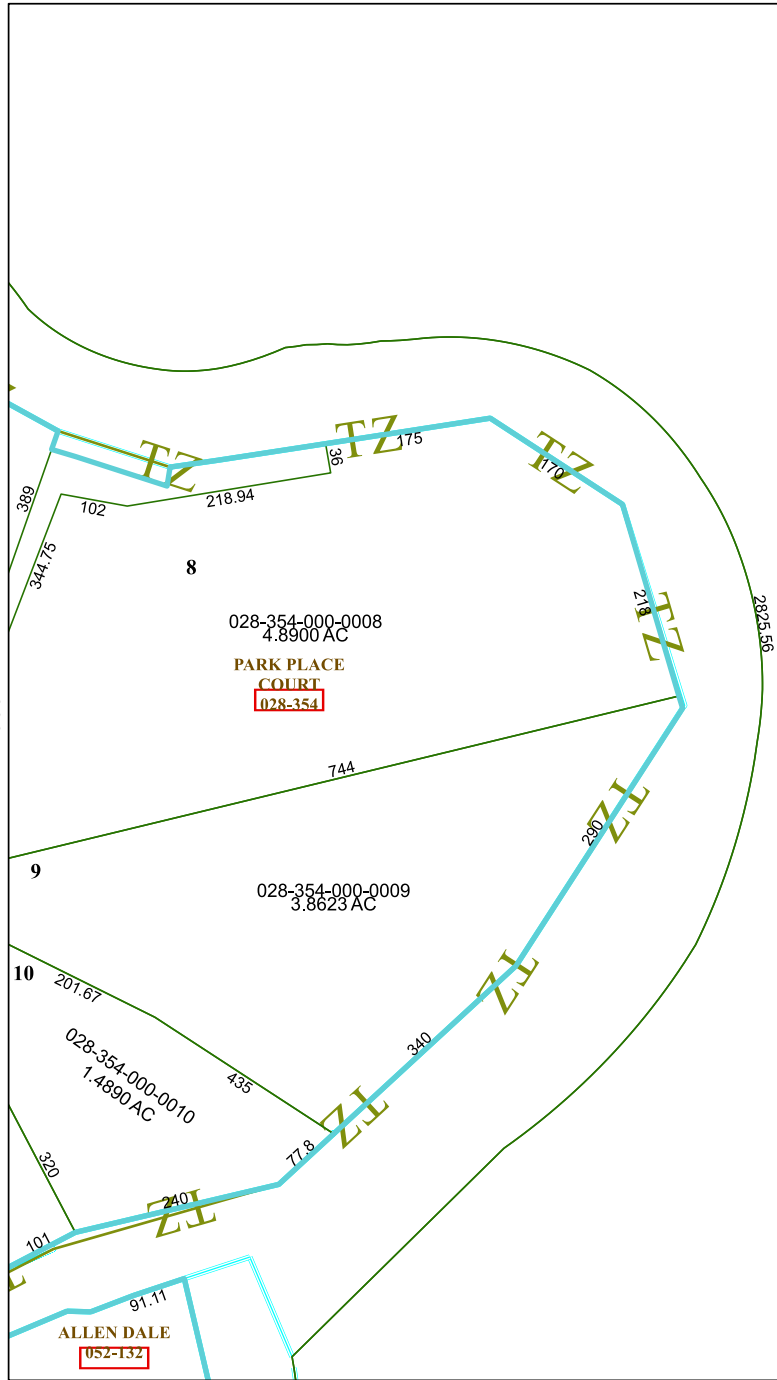 TZ
TZ
175
TZ
170
36
389
102
218.94
344.75
8
028-354-000-0008
4.8900 AC
218
TZ
2825.56
PARK PLACE
COURT
028-354
744
TZ
290
9
028-354-000-0009
3.8623 AC
10
201.67
TZ
028-354-000-0010
1.4890 AC
340
435
TZ
77.8
320
240
TZ
101
91.11
ALLEN DALE
052-132